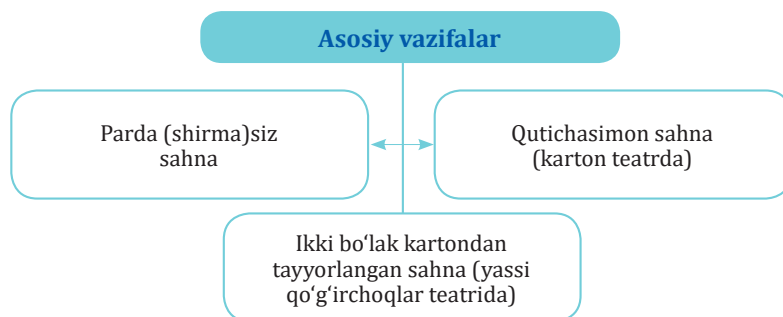 Asosiy vazifalar
Parda (shirma)siz
sahna
Qutichasimon sahna
(karton teatrda)
Ikki bo‘lak kartondan
tayyorlangan sahna (yassi
qo‘g‘irchoqlar teatrida)